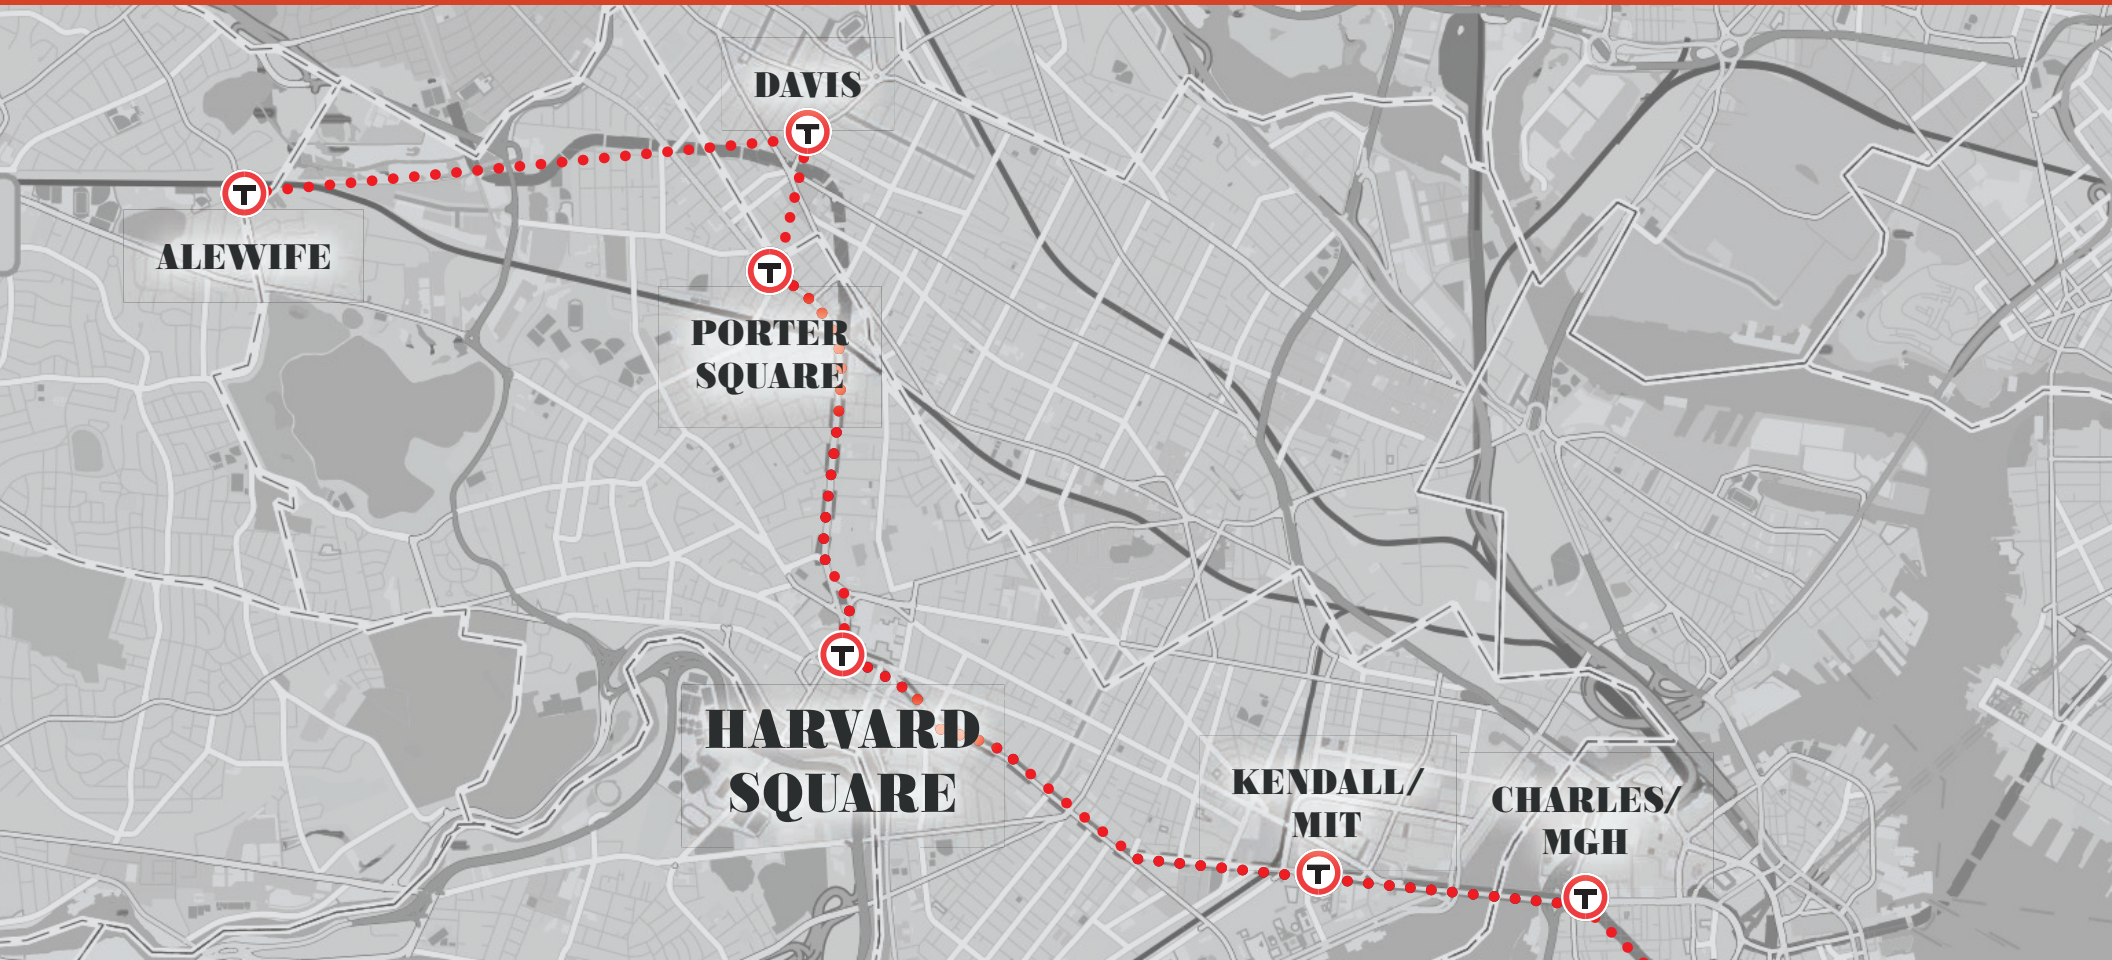 DAVIS
T
T
ALEWIFE
T
PORTER
SQUARE
T
HARVARD
SQUARE
KENDALL/
MIT
CHARLES/
MGH
T
T